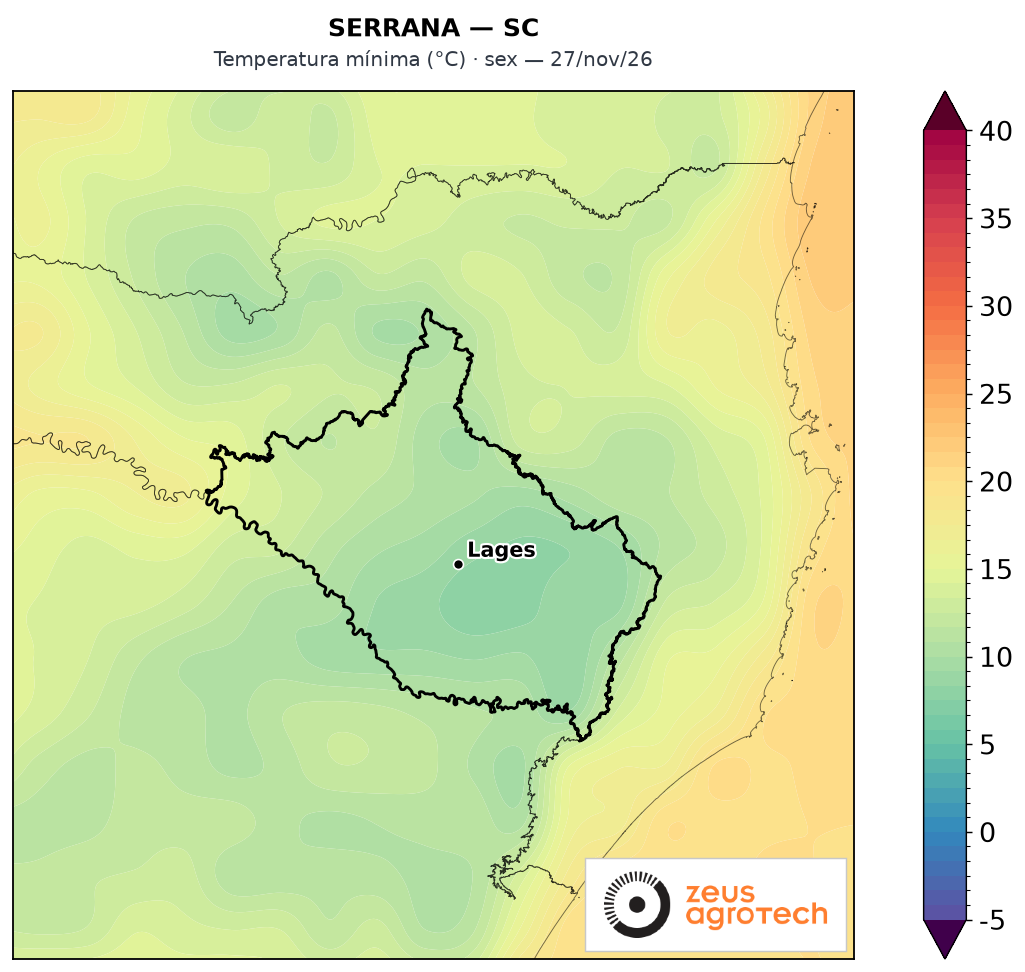 SERRANA — SC
Temperatura mínima (°C) · sex — 27/nov/26
Lages
40
35
30
25
20
15
10
5
0
-5
zeus
agrotech